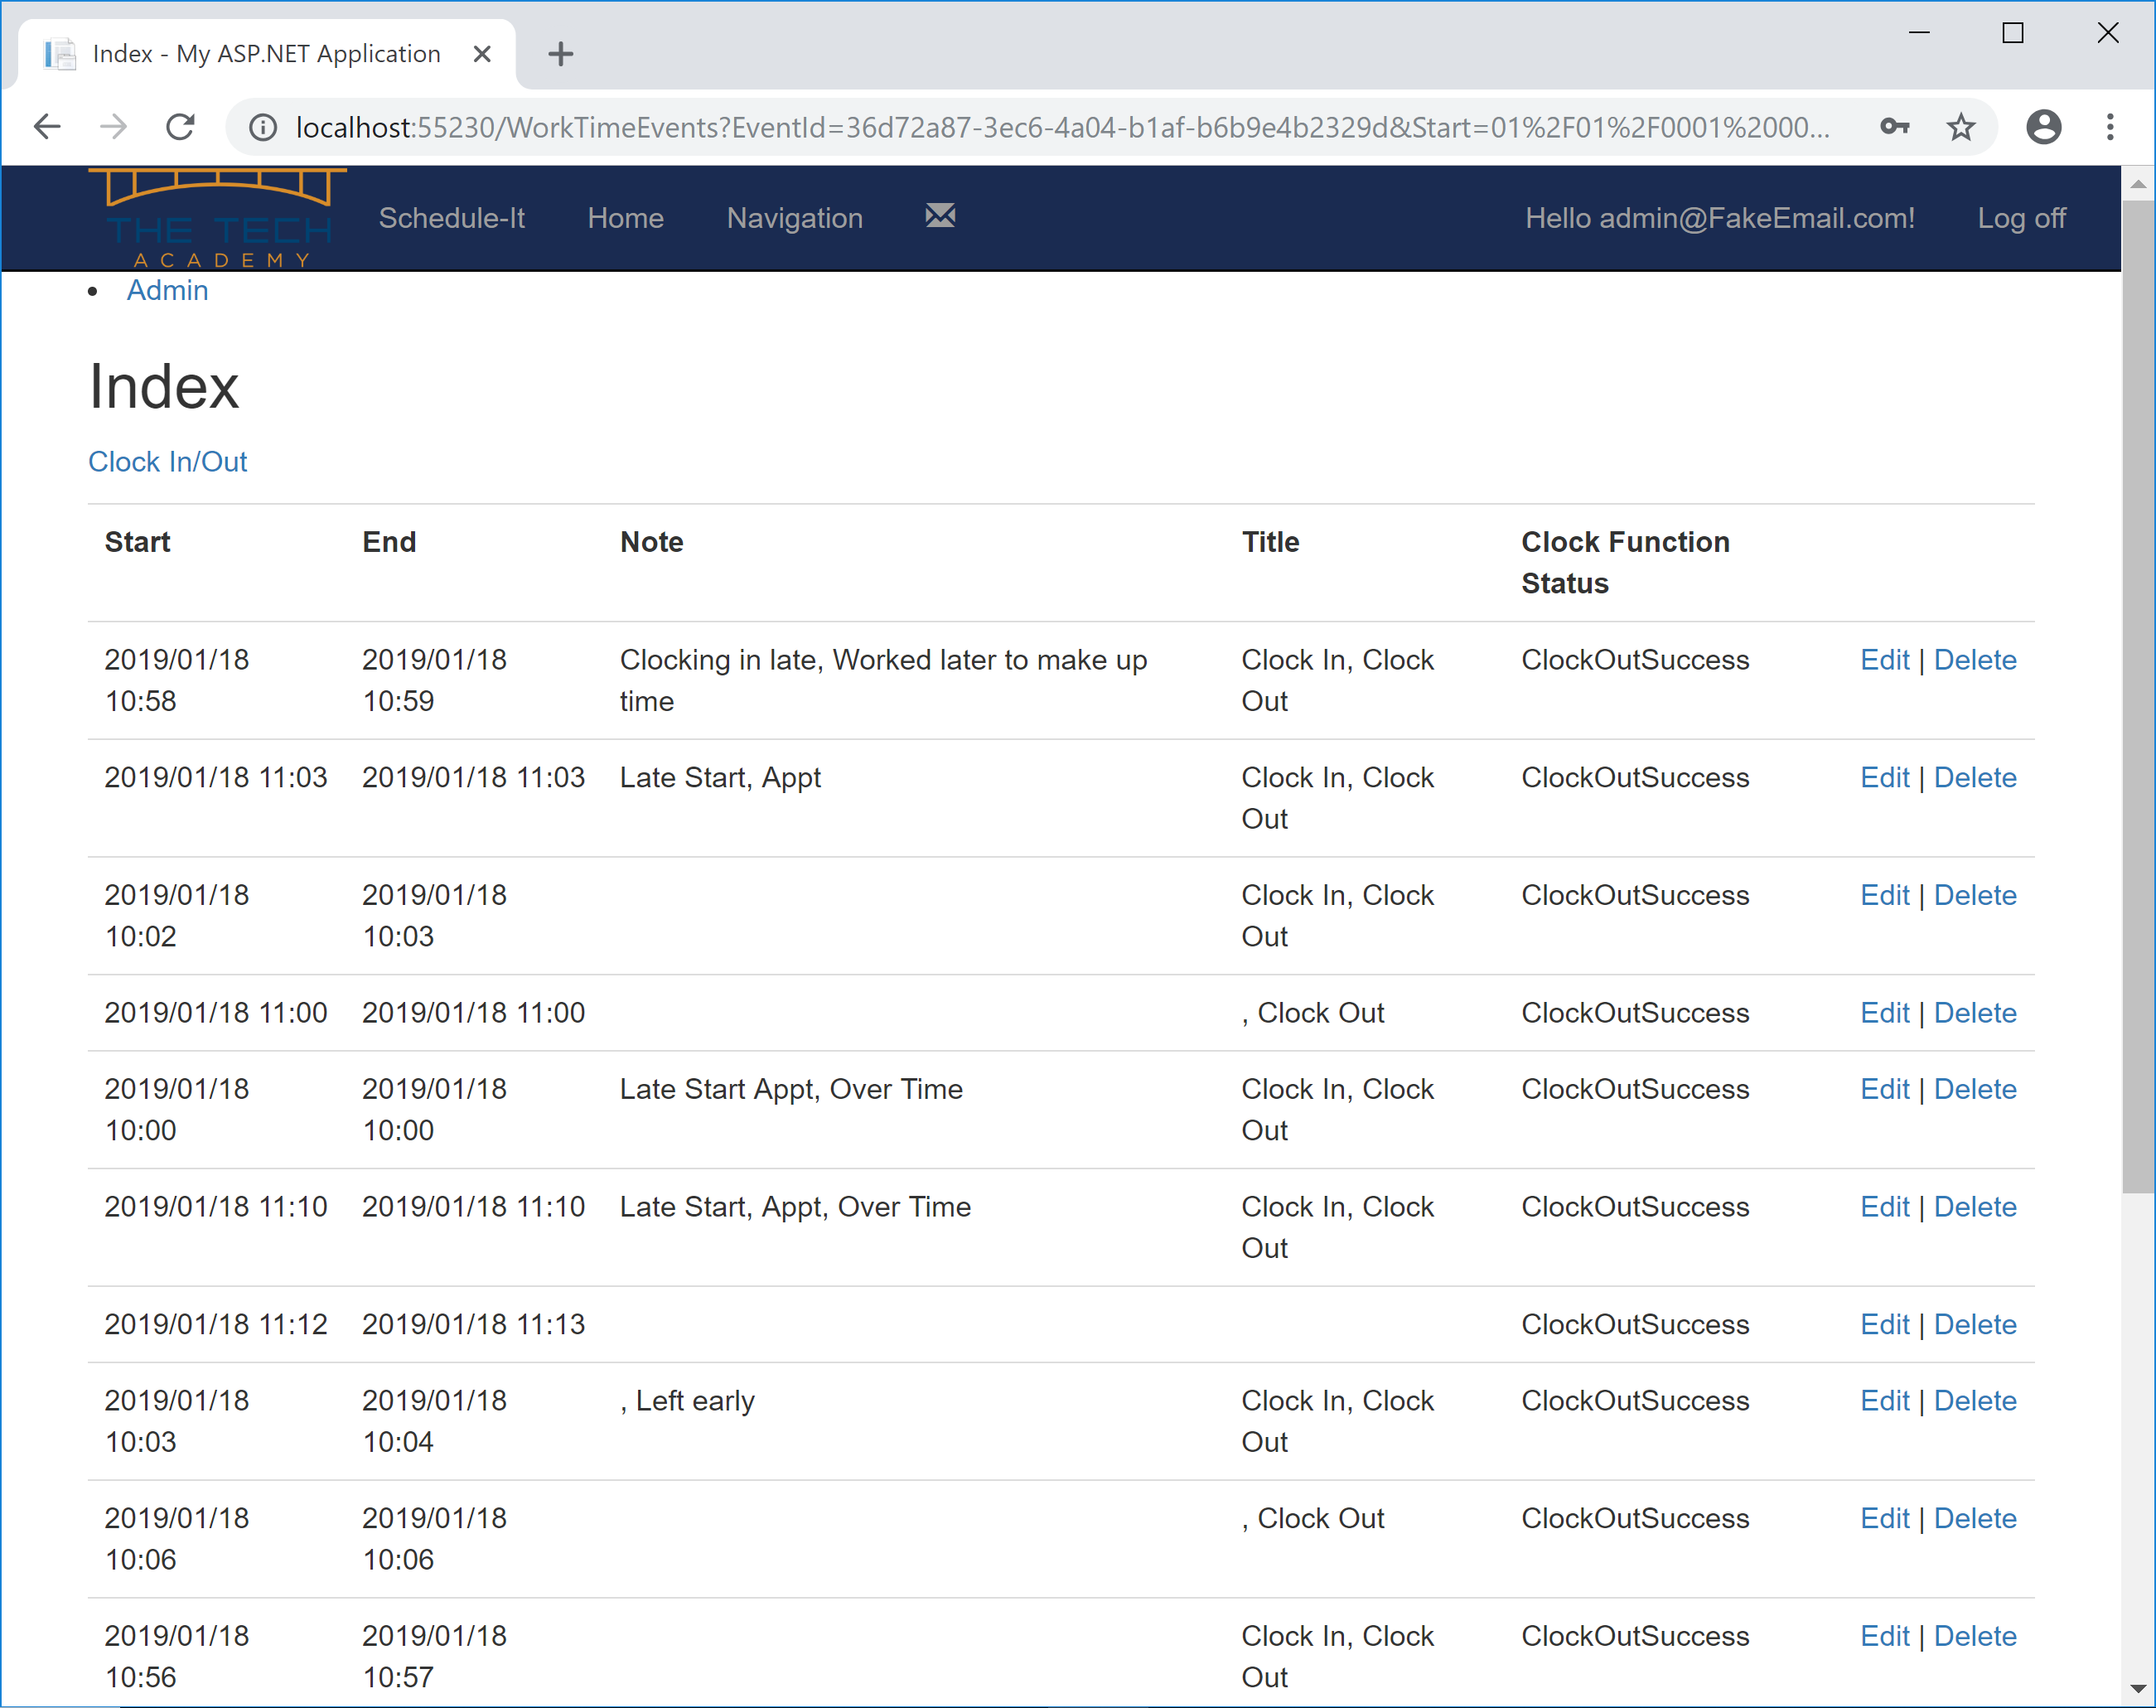 Index - My ASP.NET Application
localhost:55230/WorkTimeEvents?EventId=36d72a87-3ec6-4a04-b1af-b6b9e4b2329d&Start=01%2F01%2F0001%2000...
THE TECH
ACADEMY
Schedule-It Home Navigation Hello admin@FakeEmail.com! Log off
Admin
Index
Clock In/Out
Start End Note Title Clock Function
Status
2019/01/18 2019/01/18 Clocking in late, Worked later to make up Clock In, Clock ClockOutSuccess Edit | Delete
10:58 10:59 time Out
2019/01/18 11:03 2019/01/18 11:03 Late Start, Appt Clock In, Clock ClockOutSuccess Edit | Delete
Out
2019/01/18 2019/01/18 Clock In, Clock ClockOutSuccess Edit | Delete
10:02 10:03 Out
2019/01/18 11:00 2019/01/18 11:00 , Clock Out ClockOutSuccess Edit | Delete
2019/01/18 2019/01/18 Late Start Appt, Over Time Clock In, Clock ClockOutSuccess Edit | Delete
10:00 10:00 Out
2019/01/18 11:10 2019/01/18 11:10 Late Start, Appt, Over Time Clock In, Clock ClockOutSuccess Edit | Delete
Out
2019/01/18 11:12 2019/01/18 11:13 ClockOutSuccess Edit | Delete
2019/01/18 2019/01/18 , Left early Clock In, Clock ClockOutSuccess Edit | Delete
10:03 10:04 Out
2019/01/18 2019/01/18 , Clock Out ClockOutSuccess Edit | Delete
10:06 10:06
2019/01/18 2019/01/18 Clock In, Clock ClockOutSuccess Edit | Delete
10:56 10:57 Out